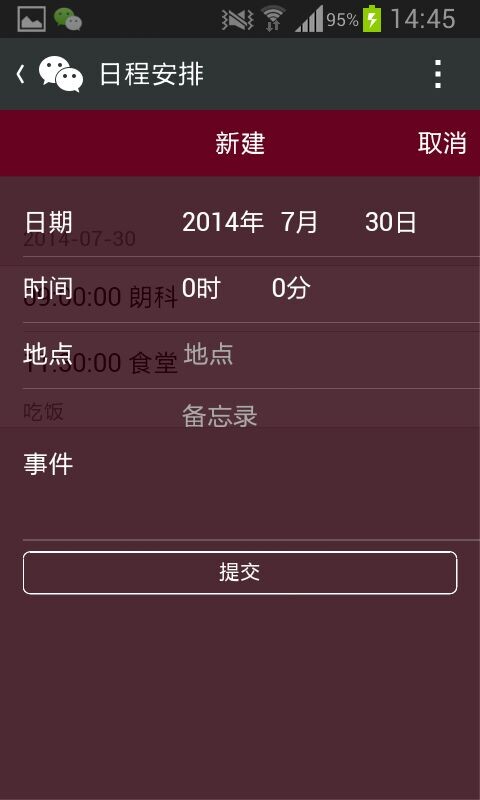 95% 14:45
日程安排
新建 取消
日期 2014年 7月 30日
2014-07-30
时间 0时 0分
09:00:00 朗科
地点 地点
11:30:00 食堂
吃饭
备忘录
事件
提交